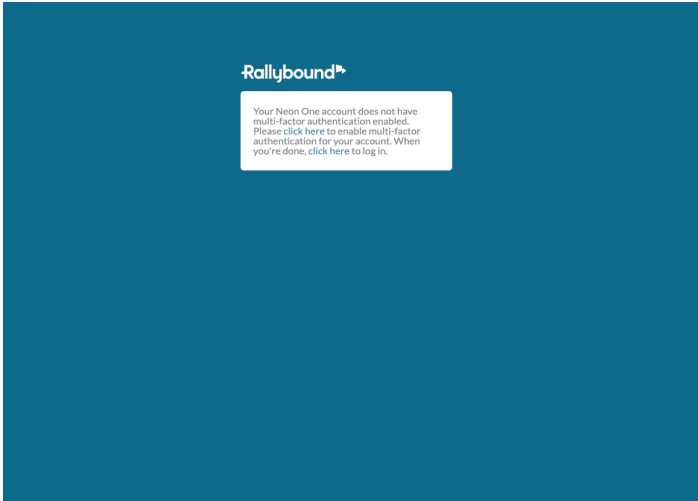 Rallybound
Your Neon One account does not have
multi-factor authentication enabled.
Please click here to enable multi-factor
authentication for your account. When
you're done, click here to log in.